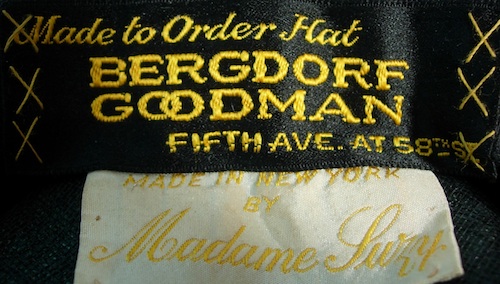 Made to Order Hat
BERGDORF
GOODMAN
FIFTH AVE. AT 58TH ST.
MADE IN NEW YORK
BY
Madame Suzy